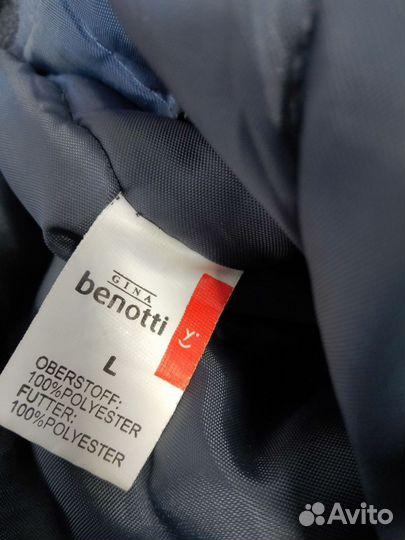 GINA
benotti
L
OBERSTOFF:
100%POLYESTER
FUTTER:
100%POLYESTER
Avito